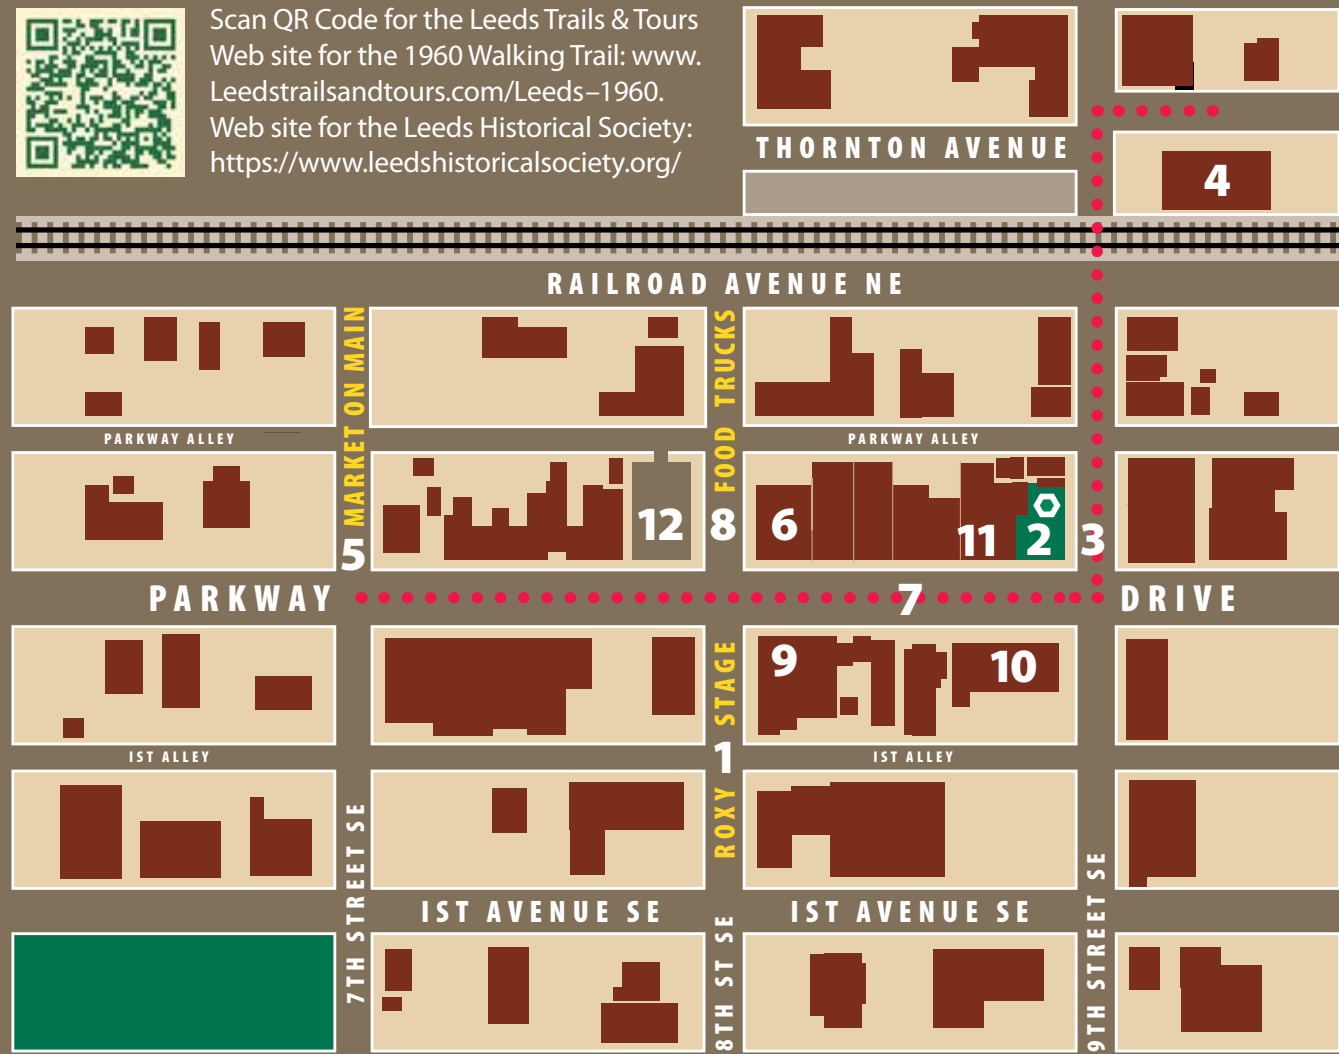 Scan QR Code for the Leeds Trails & Tours
Web site for the 1960 Walking Trail: www.
Leedstrailsandtours.com/Leeds–1960.
Web site for the Leeds Historical Society:
https://www.leedshistoricalsociety.org/
THORNTON AVENUE
4
RAILROAD AVENUE NE
MARKET ON MAIN
FOOD TRUCKS
PARKWAY ALLEY
PARKWAY ALLEY
5
12
8
6
11
2
3
PARKWAY
7
DRIVE
9
10
ROXY STAGE
1
IST ALLEY
IST ALLEY
7TH STREET SE
IST AVENUE SE
8TH ST SE
IST AVENUE SE
9TH STREET SE